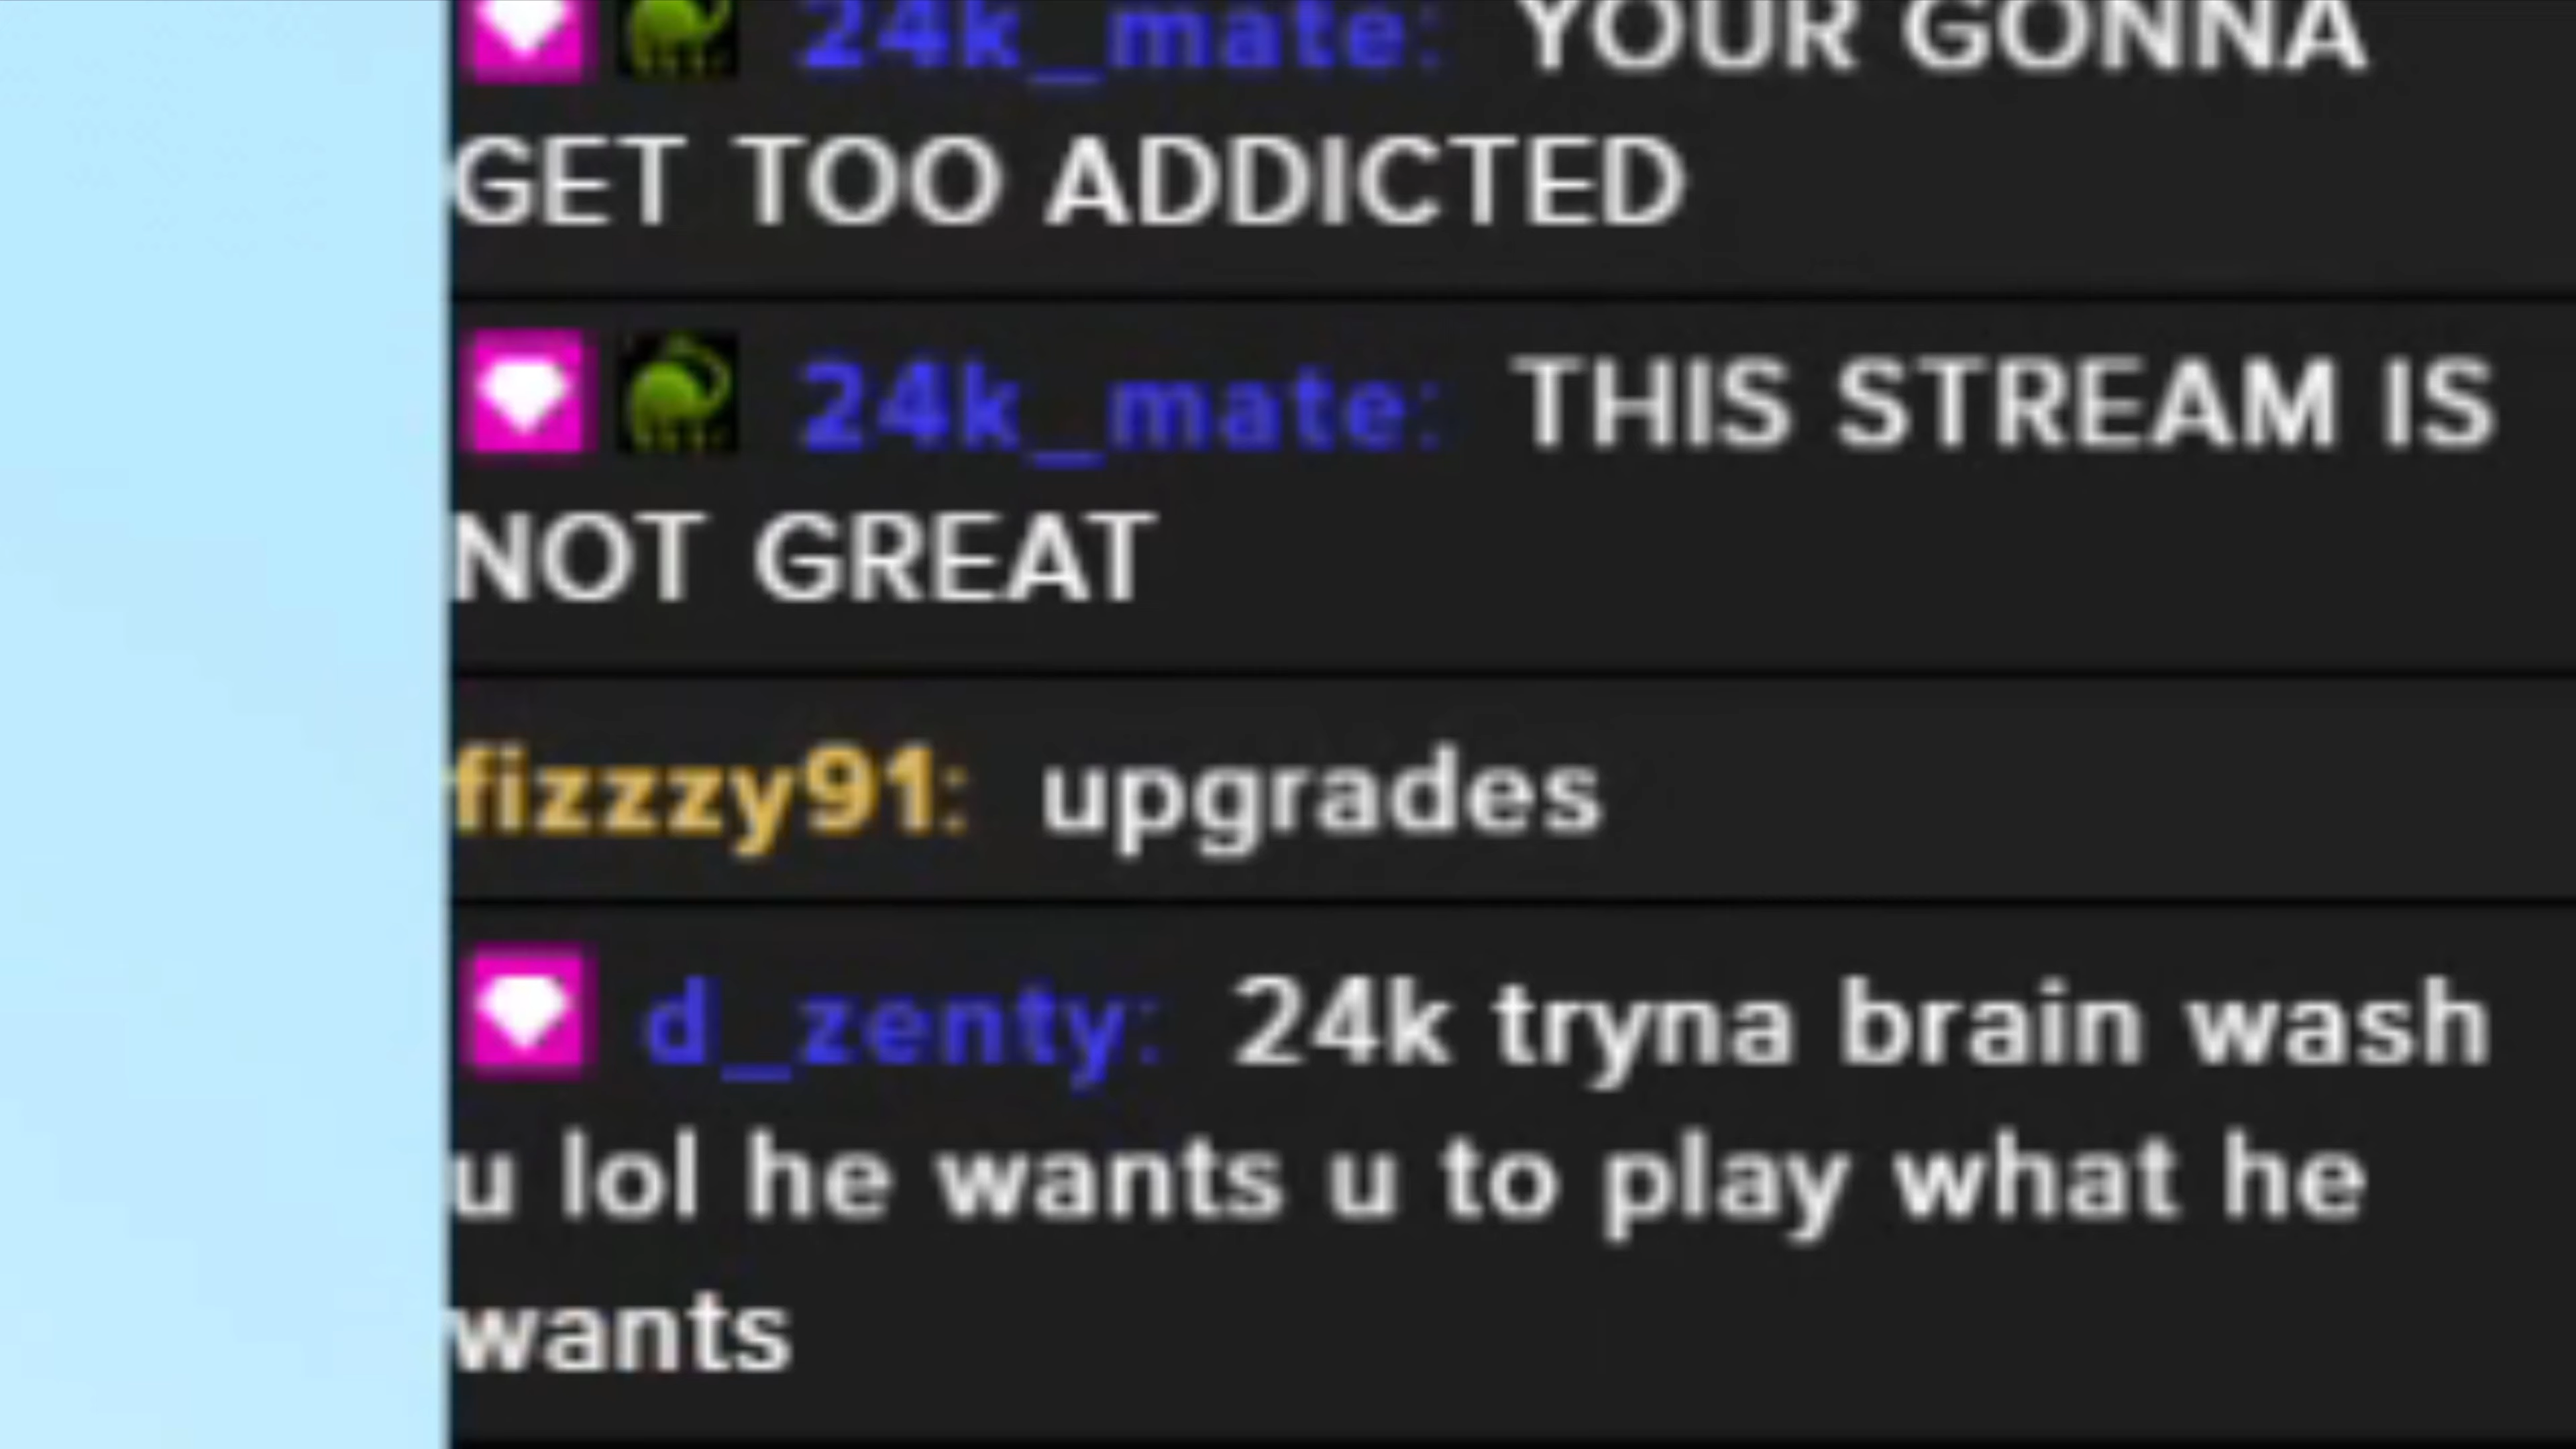 24k_mate: YOUR GONNA
GET TOO ADDICTED
24k_mate: THIS STREAM IS
NOT GREAT
fizzzy91: upgrades
d_zenty: 24k tryna brain wash
u lol he wants u to play what he
wants